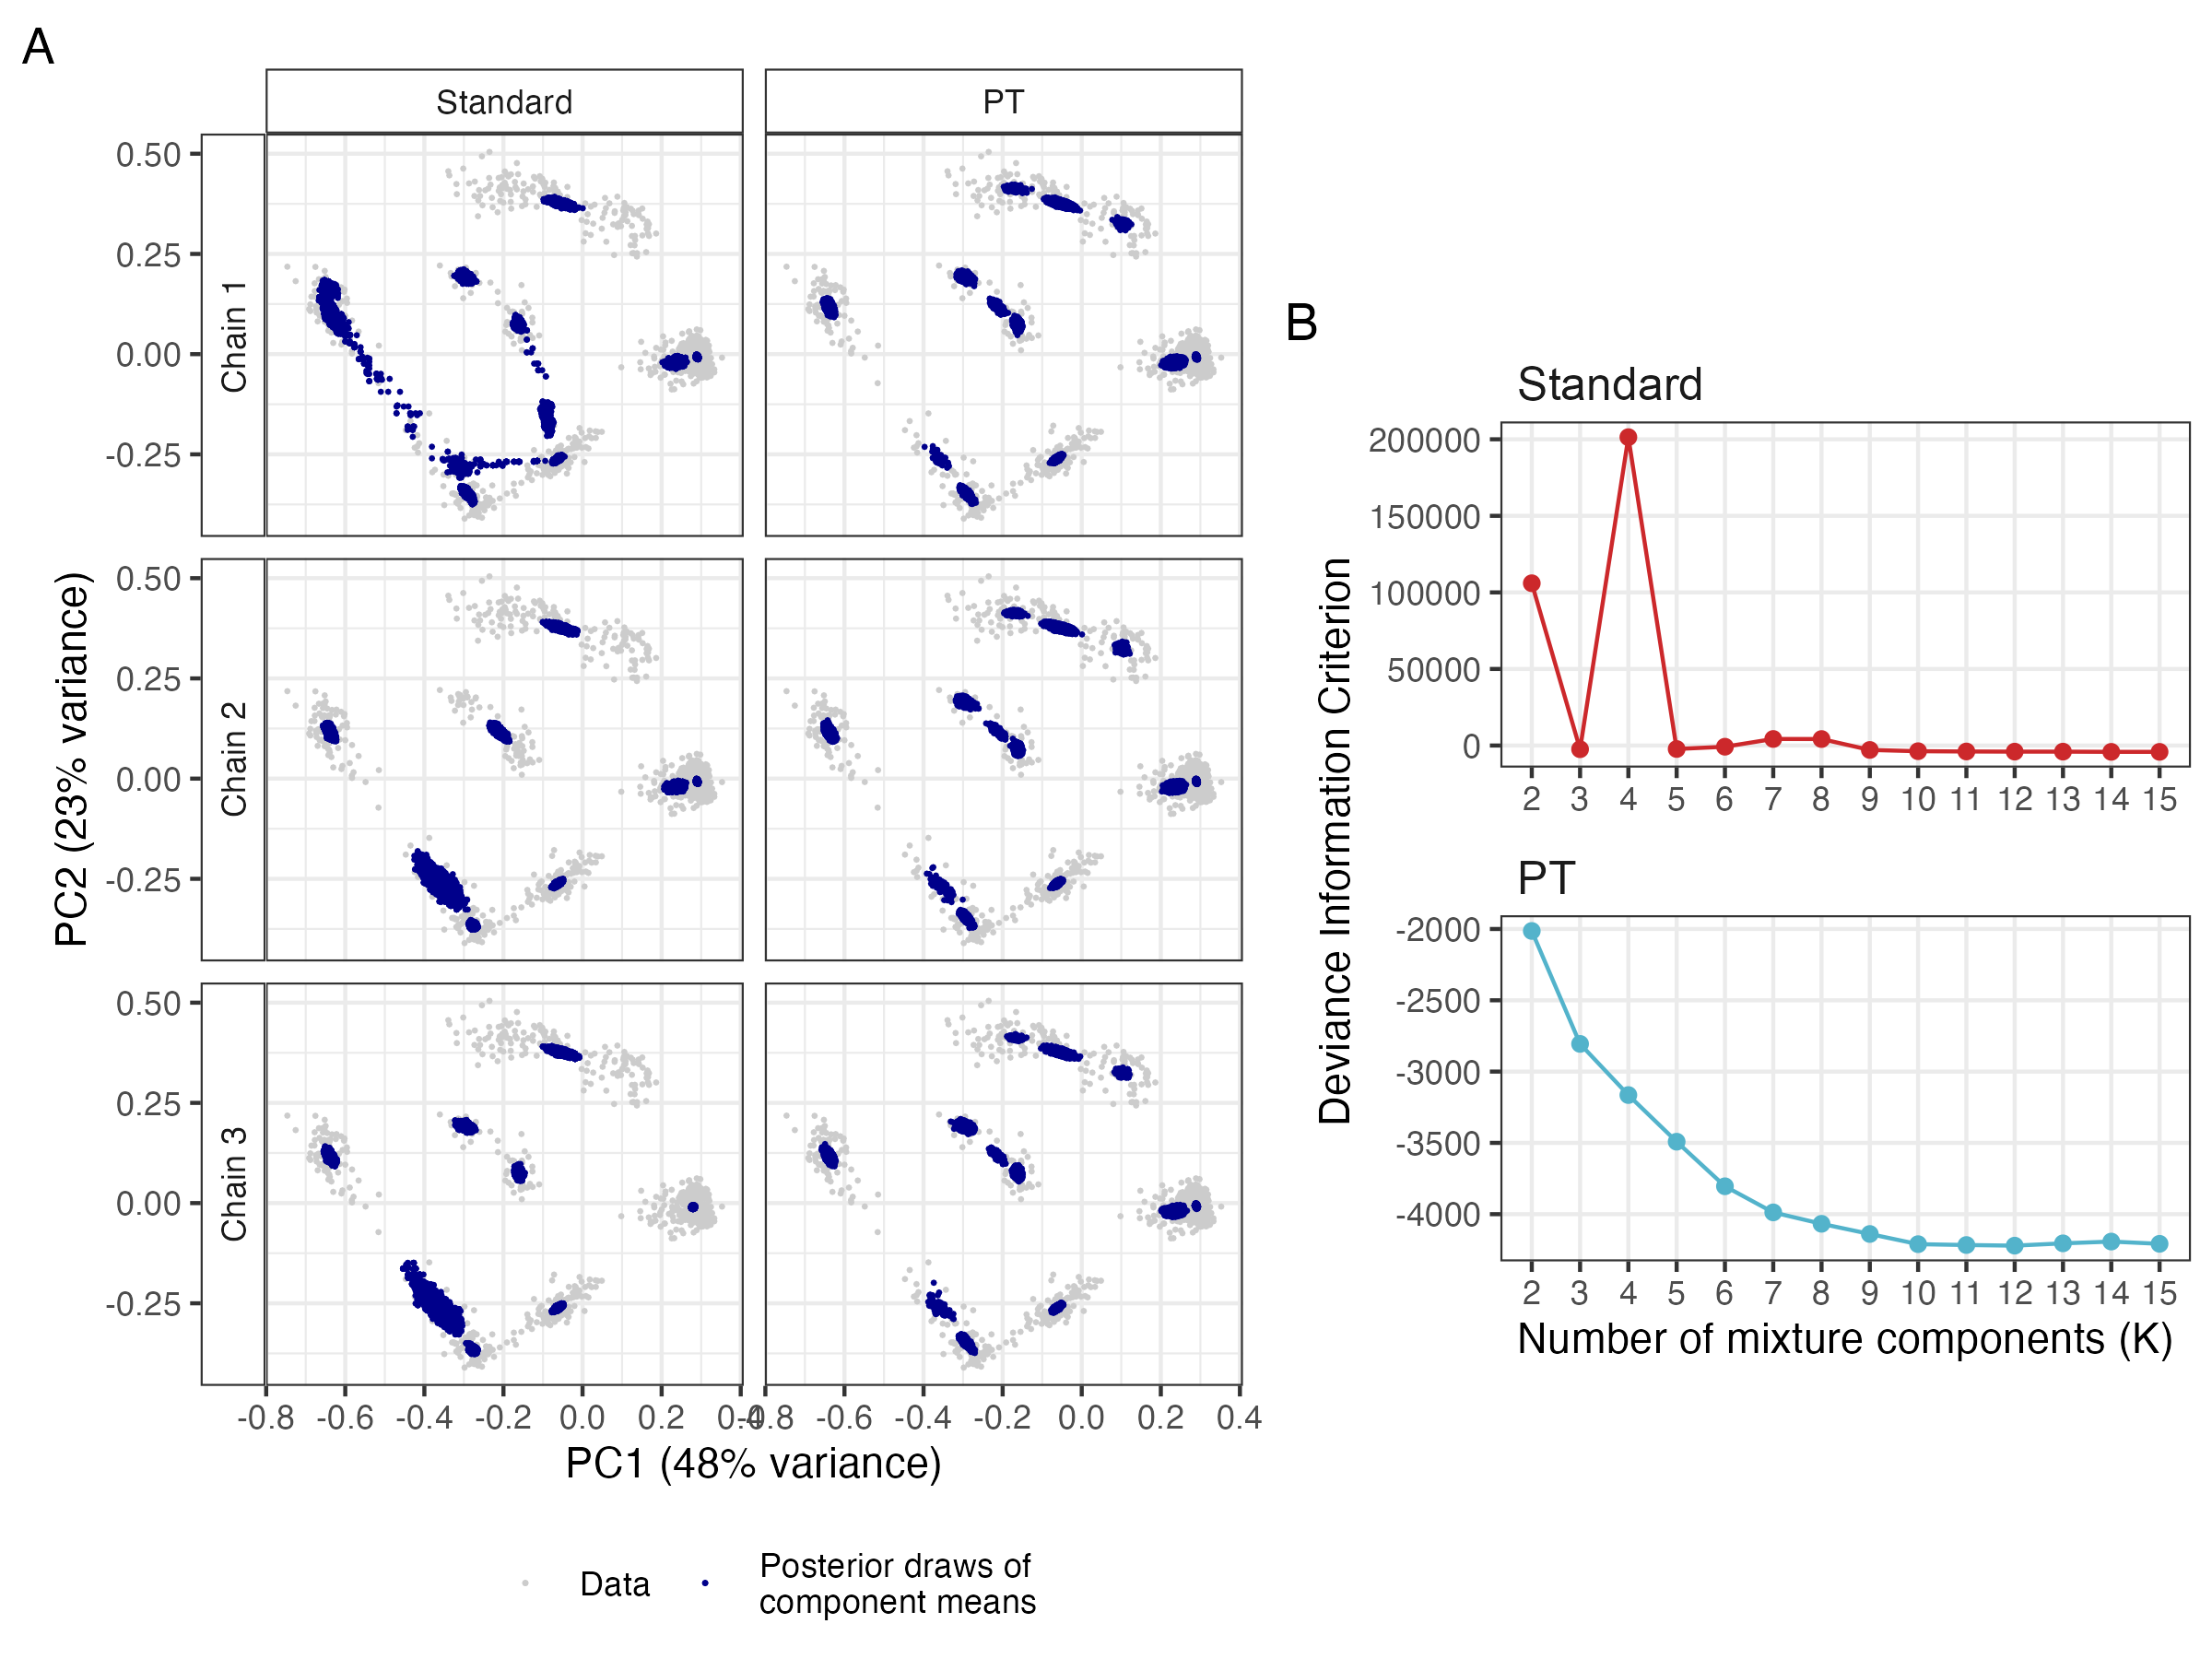 A
Standard
PT
0.50
0.25
0.00
-0.25
Chain 1
0.50
0.25
0.00
-0.25
Chain 2
0.50
0.25
0.00
-0.25
Chain 3
PC2 (23% variance)
-0.8 -0.6 -0.4 -0.2 0.0 0.2 0.4
-0.8 -0.6 -0.4 -0.2 0.0 0.2 0.4
PC1 (48% variance)
Data
Posterior draws of
component means
B
Standard
200000
150000
100000
50000
0
2 3 4 5 6 7 8 9 10 11 12 13 14 15
PT
-2000
-2500
-3000
-3500
-4000
2 3 4 5 6 7 8 9 10 11 12 13 14 15
Deviance Information Criterion
Number of mixture components (K)